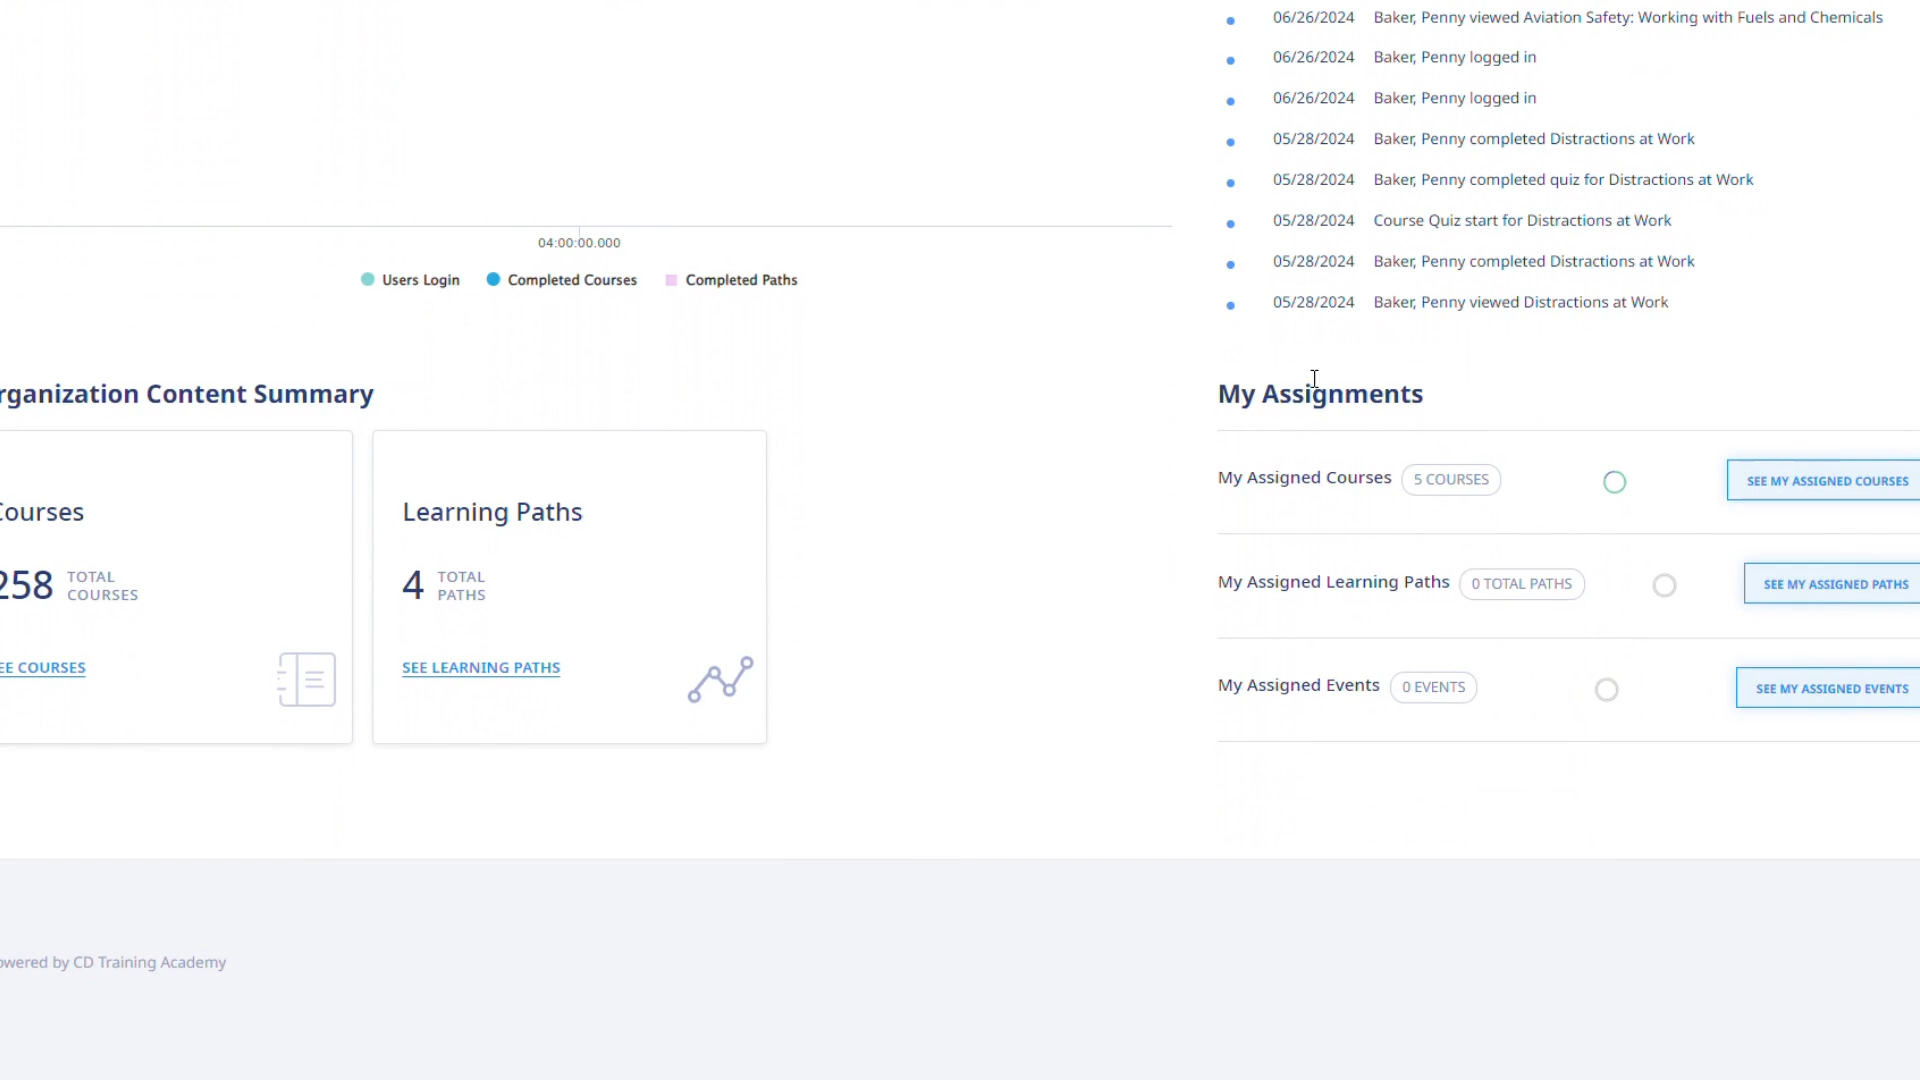 06/26/2024 Baker, Penny viewed Aviation Safety: Working with Fuels and Chemicals
06/26/2024 Baker, Penny logged in
06/26/2024 Baker, Penny logged in
05/28/2024 Baker, Penny completed Distractions at Work
05/28/2024 Baker, Penny completed quiz for Distractions at Work
05/28/2024 Course Quiz start for Distractions at Work
05/28/2024 Baker, Penny completed Distractions at Work
05/28/2024 Baker, Penny viewed Distractions at Work
04:00:00.000
Users Login Completed Courses Completed Paths
rganization Content Summary
Courses
258 TOTAL COURSES
EE COURSES
Learning Paths
4 TOTAL PATHS
SEE LEARNING PATHS
My Assignments
My Assigned Courses 5 COURSES SEE MY ASSIGNED COURSES
My Assigned Learning Paths 0 TOTAL PATHS SEE MY ASSIGNED PATHS
My Assigned Events 0 EVENTS SEE MY ASSIGNED EVENTS
owered by CD Training Academy